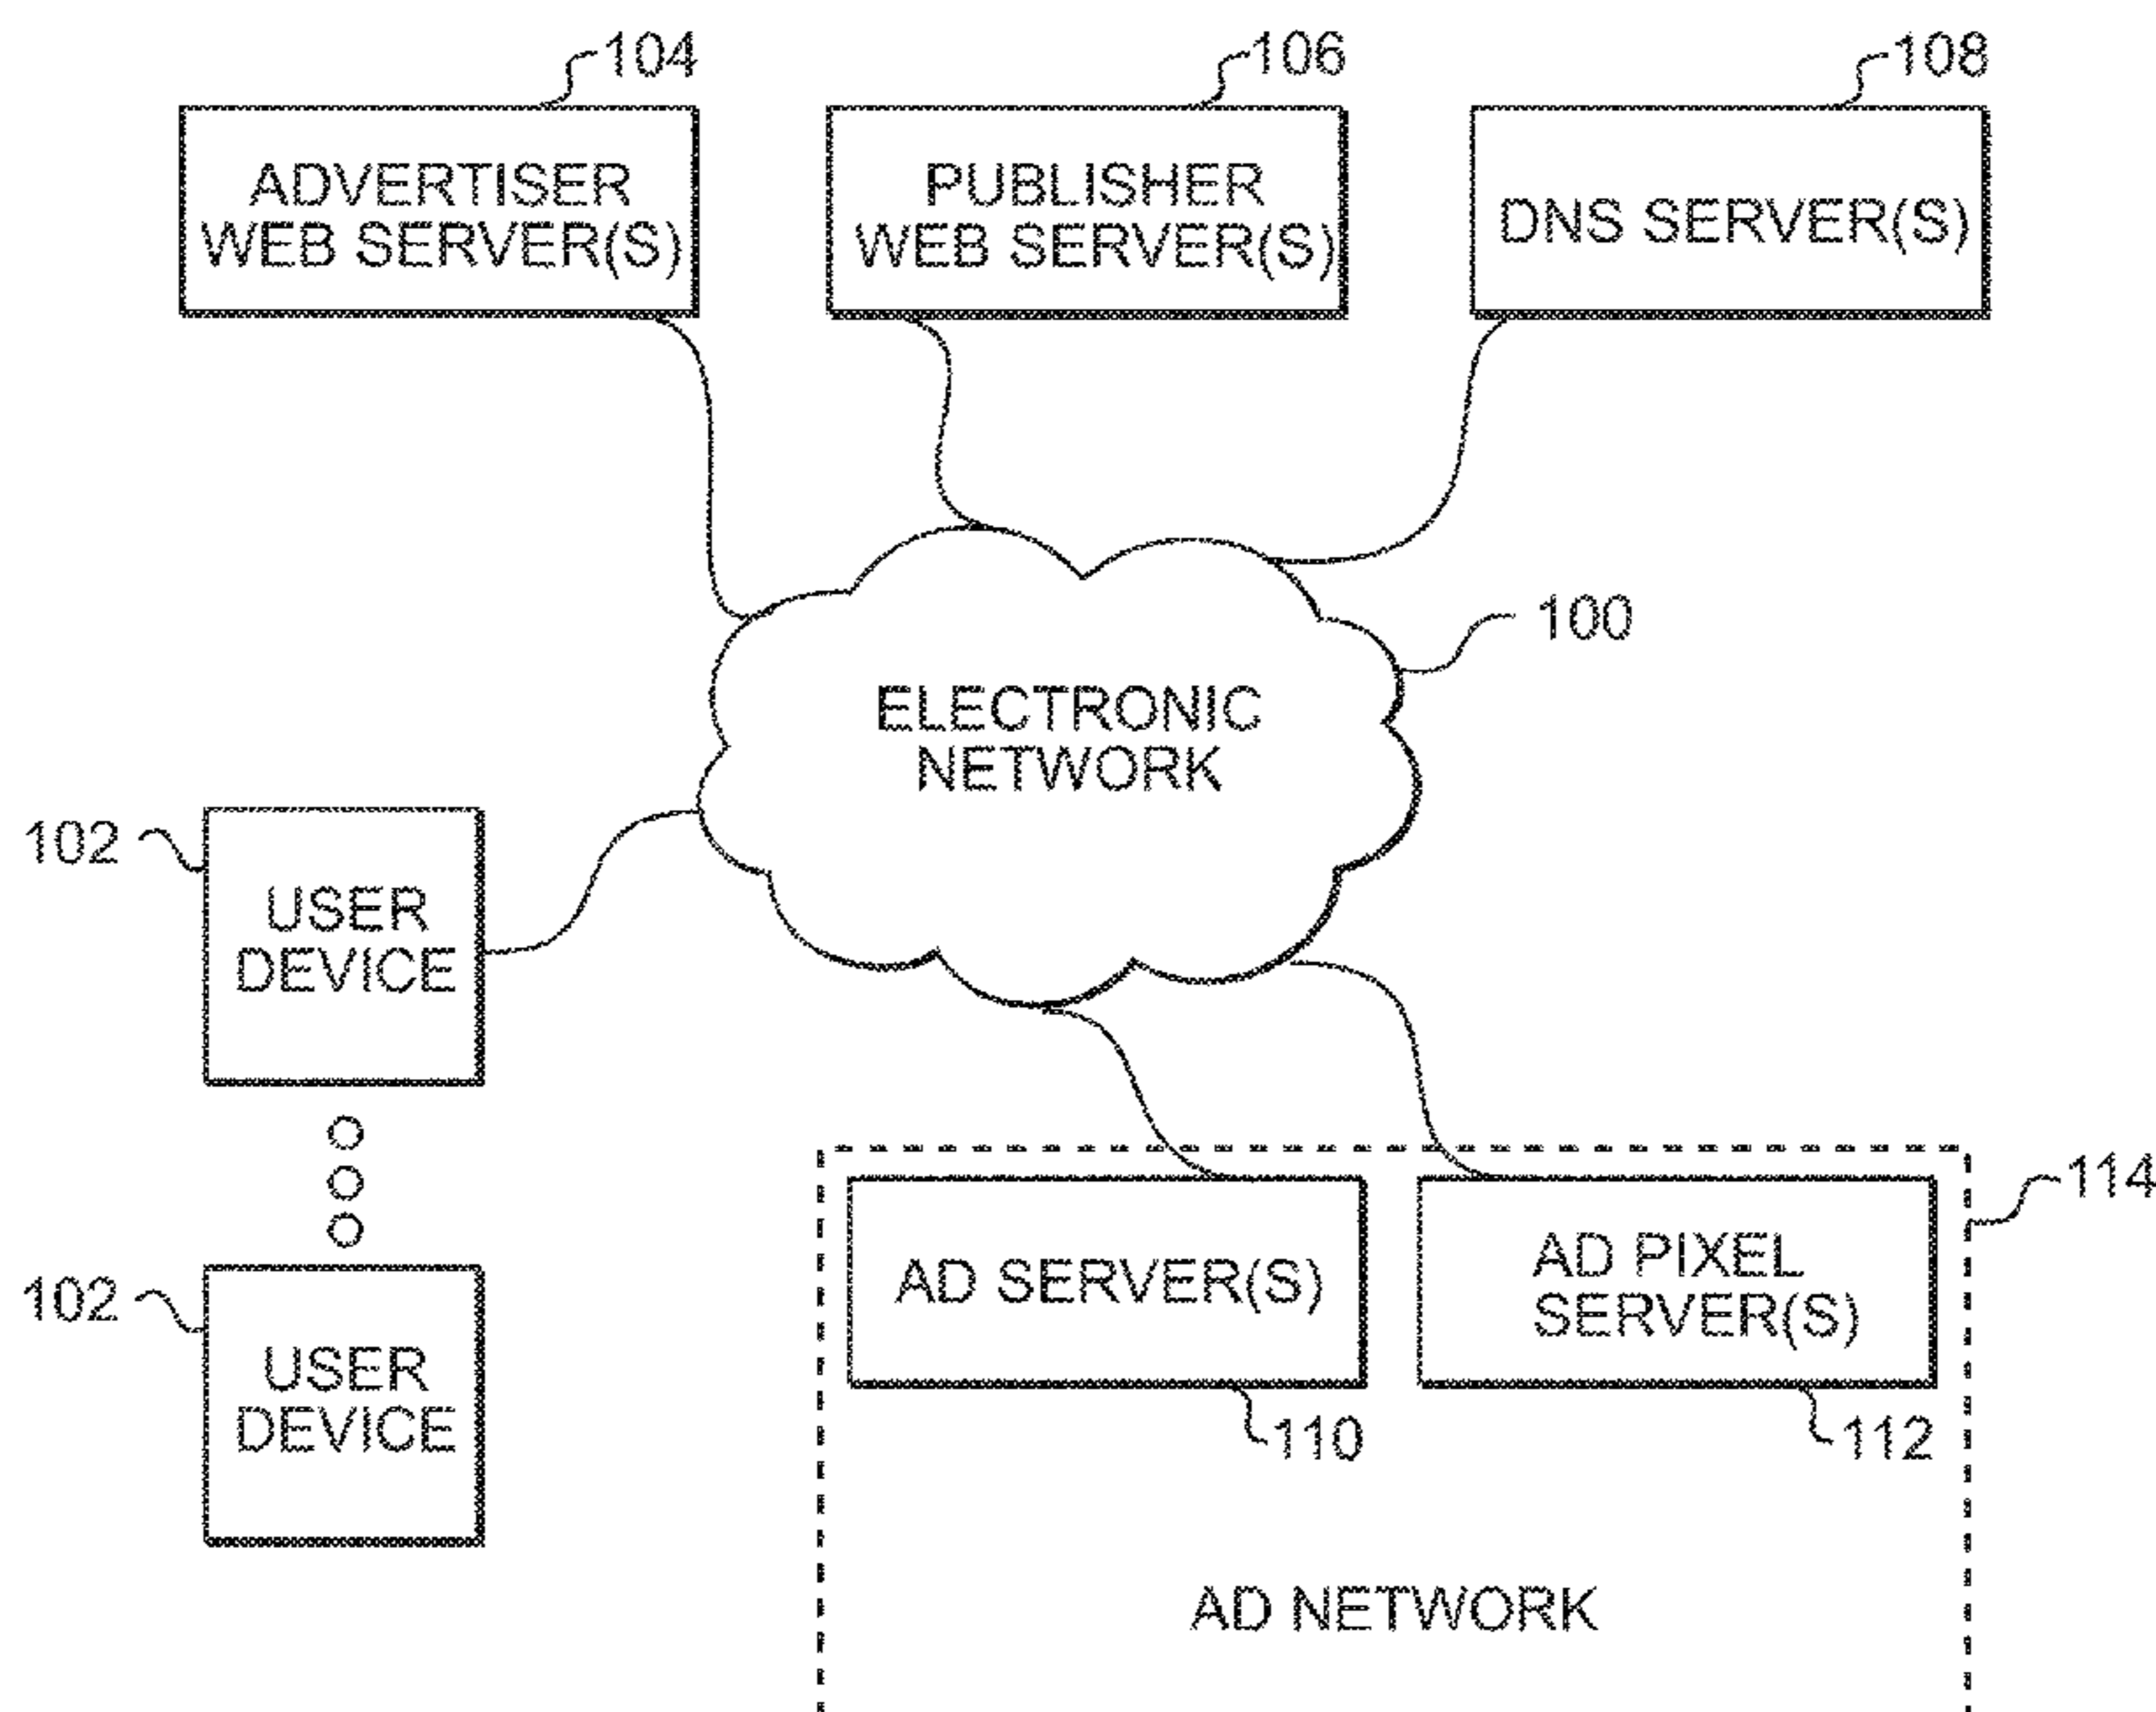 104
106
108
ADVERTISER
WEB SERVER(S)
PUBLISHER
WEB SERVER(S)
DNS SERVER(S)
100
ELECTRONIC
NETWORK
102
USER
DEVICE
114
AD SERVER(S)
AD PIXEL
SERVER(S)
102
USER
DEVICE
110
112
AD NETWORK